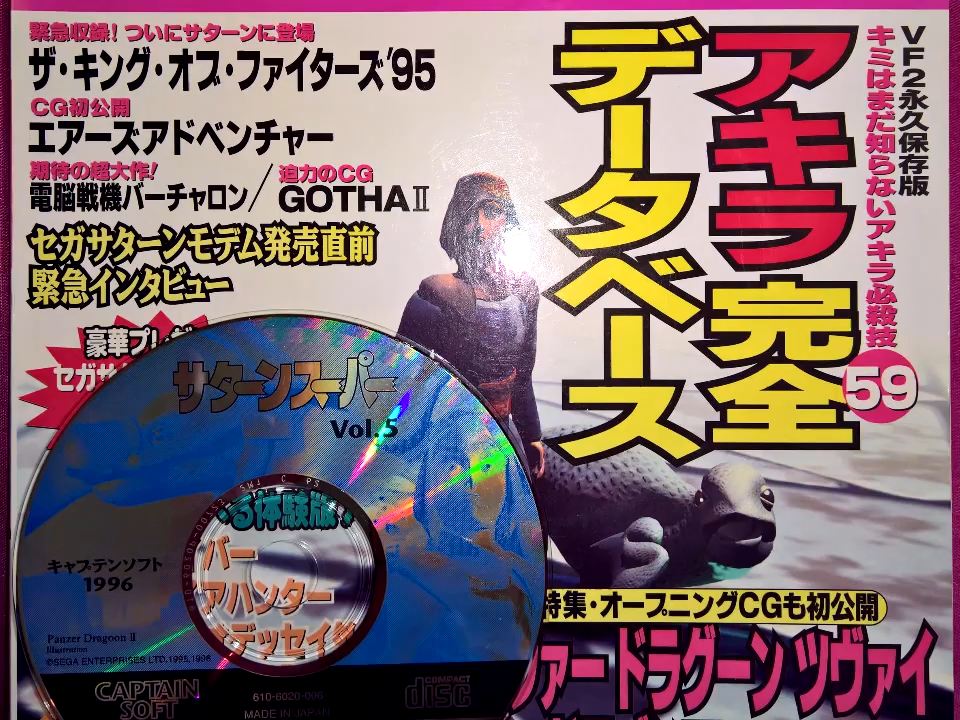 緊急収録！ついにサターンに登場
ザ・キング・オブ・ファイターズ'95
CG初公開
エアーズアドベンチャー
期待の超大作！
電脳戦機バーチャロン／
迫力のCG
GOTHAⅡ
セガサターンモデム発売直前
緊急インタビュー
豪華プレゼ
セガサ
VF2永久保存版
キミはまだ知らないアキラ必殺技
59
アキラ完全
データベース
特集・オープニングCGも初公開
ツァードラグーン ツヴァイ
サターンスーパー
Vol.5
る体験版
バー
アハンター
デッセイ
キャプテンソフト
1996
Panzer Dragoon II
Illustration
©SEGA ENTERPRISES LTD.1995,1996
CAPTAIN
SOFT
610-6020-006
MADE IN JAPAN
COMPACT
disc